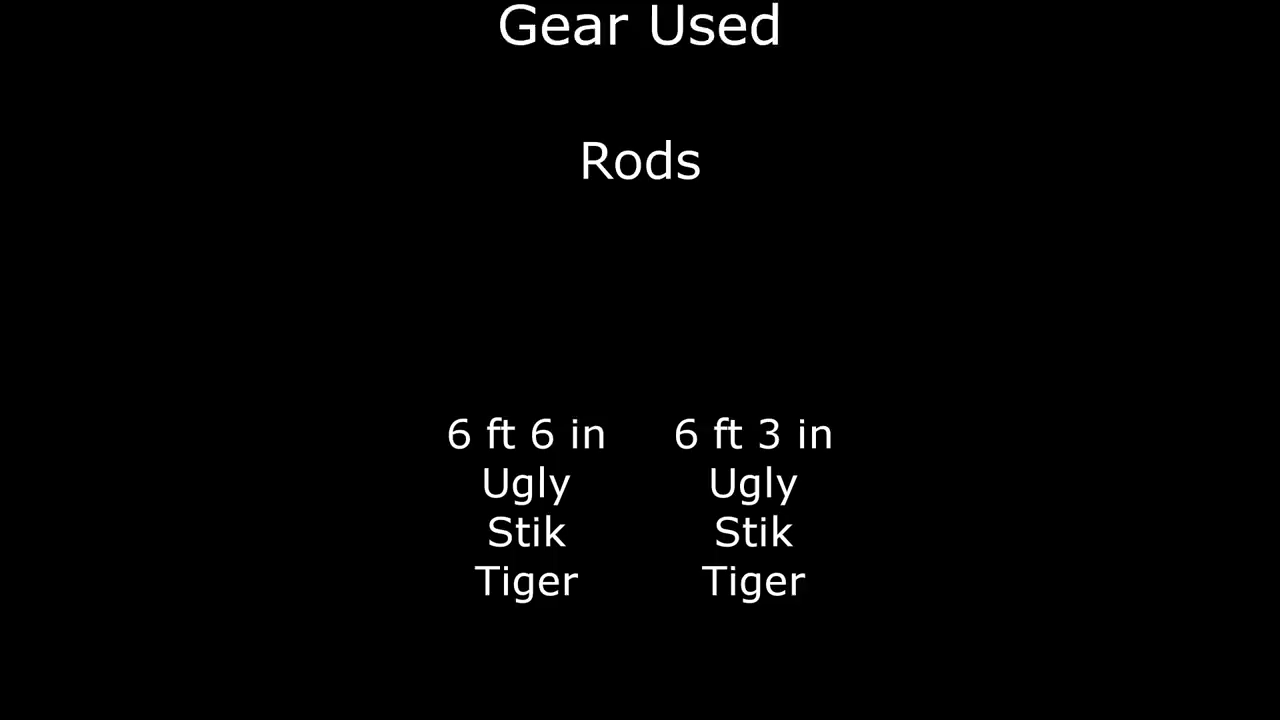 Gear Used
Rods
6 ft 6 in
Ugly
Stik
Tiger
6 ft 3 in
Ugly
Stik
Tiger